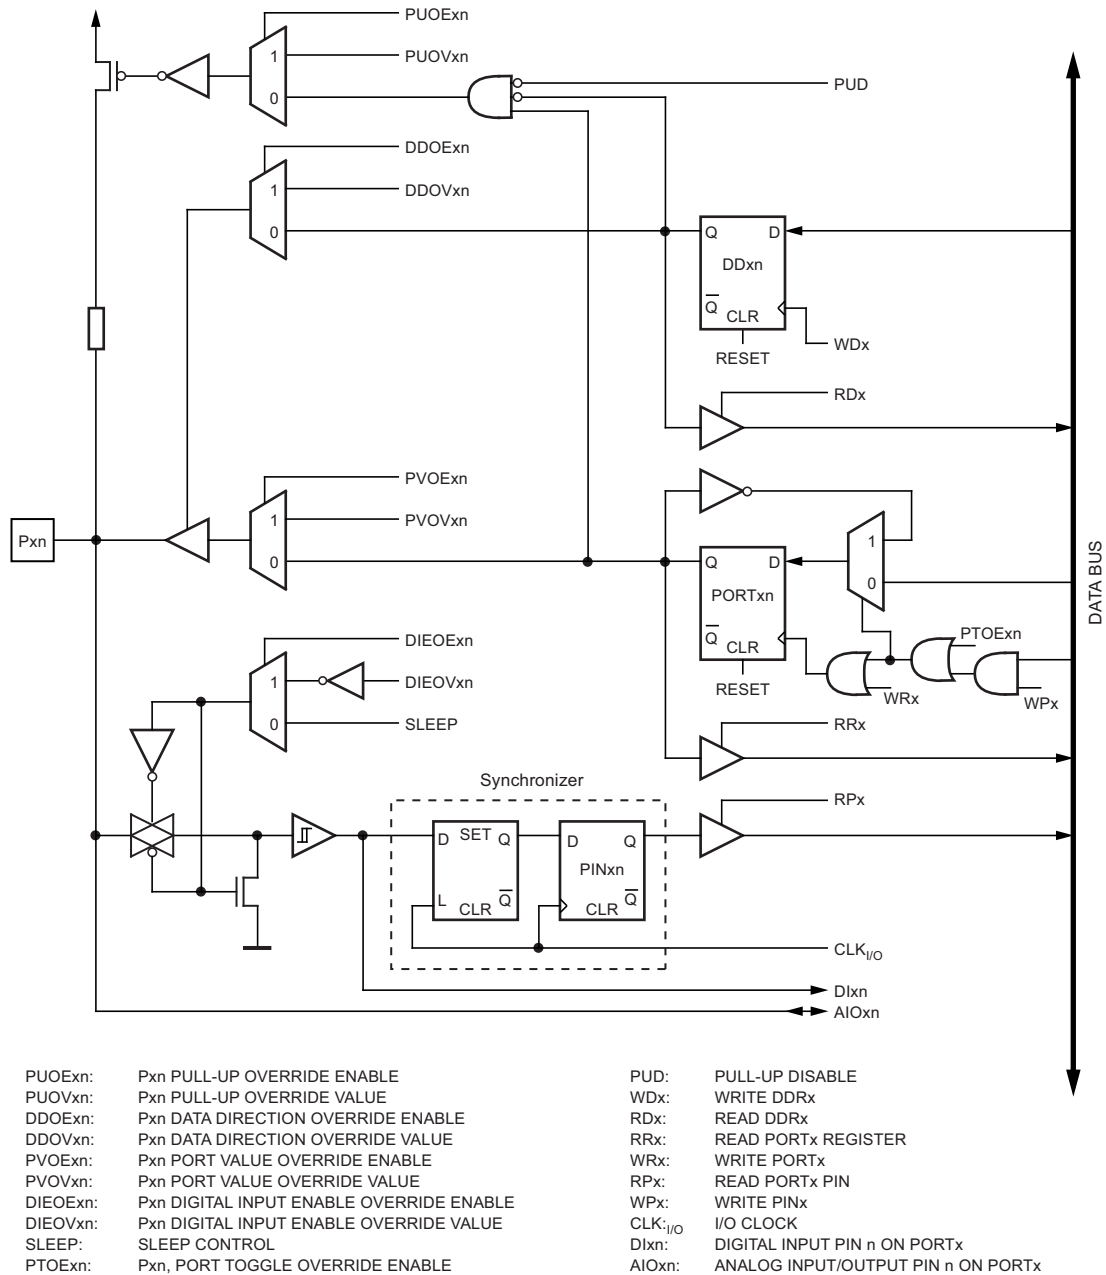 PUOExn
PUOVxn
1
0
PUD
DDOExn
DDOVxn
1
0
Q D
DDxn
Q
CLR
RESET
WDx
RDx
PVOExn
PVOVxn
1
0
Pxn
1
0
Q D
PORTxn
Q
CLR
RESET
DATA BUS
PTOExn
WRx
WPx
DIEOExn
DIEOVxn
SLEEP
1
0
RRx
Synchronizer
RPx
D SET Q
L CLR Q
D Q
PINxn
CLR Q
CLKI/O
DIxn
AIOxn
PUOExn: Pxn PULL-UP OVERRIDE ENABLE
PUOVxn: Pxn PULL-UP OVERRIDE VALUE
DDOExn: Pxn DATA DIRECTION OVERRIDE ENABLE
DDOVxn: Pxn DATA DIRECTION OVERRIDE VALUE
PVOExn: Pxn PORT VALUE OVERRIDE ENABLE
PVOVxn: Pxn PORT VALUE OVERRIDE VALUE
DIEOExn: Pxn DIGITAL INPUT ENABLE OVERRIDE ENABLE
DIEOVxn: Pxn DIGITAL INPUT ENABLE OVERRIDE VALUE
SLEEP: SLEEP CONTROL
PTOExn: Pxn, PORT TOGGLE OVERRIDE ENABLE
PUD: PULL-UP DISABLE
WDx: WRITE DDRx
RDx: READ DDRx
RRx: READ PORTx REGISTER
WRx: WRITE PORTx
RPx: READ PORTx PIN
WPx: WRITE PINx
CLK:I/O I/O CLOCK
DIxn: DIGITAL INPUT PIN n ON PORTx
AIOxn: ANALOG INPUT/OUTPUT PIN n ON PORTx